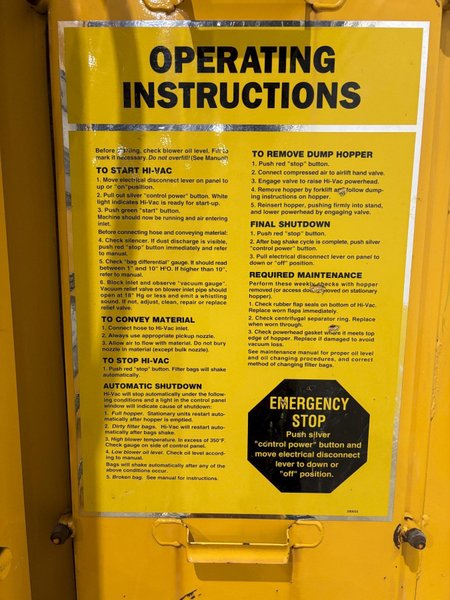 OPERATING
INSTRUCTIONS
Before starting, check blower oil level. Fill to
mark if necessary. Do not overfill! (See Manual)
TO START HI-VAC
1. Move electrical disconnect lever on panel to
up or "on" position.
2. Pull out silver "control power" button. White
light indicates Hi-Vac is ready for start-up.
3. Push green "start" button.
Machine should now be running and air entering
inlet.
Before connecting hose and conveying material:
4. Check silencer. If dust discharge is visible,
push red "stop" button immediately and refer
to manual.
5. Check "bag differential" gauge. It should read
between 5" and 10" H²O. If higher than 10",
refer to manual.
6. Block inlet and observe "vacuum gauge".
Vacuum relief valve on blower inlet pipe should
open at 18" Hg or less and emit a whistling
sound. If not, adjust, clean, repair or replace
relief valve.
TO CONVEY MATERIAL
1. Connect hose to Hi-Vac inlet.
2. Always use appropriate pickup nozzle.
3. Allow air to flow with material. Do not bury
nozzle in material (except bulk nozzle).
TO STOP HI-VAC
1. Push red "stop" button. Filter bags will shake
automatically.
AUTOMATIC SHUTDOWN
Hi-Vac will stop automatically under the follow-
ing conditions and a light in the control panel
window will indicate cause of shutdown:
1. Full hopper. Stationary units restart auto-
matically after hopper is emptied.
2. Dirty filter bags. Hi-Vac will restart auto-
matically after bags shake.
3. High blower temperature. In excess of 350°F.
Check gauge on side of control panel.
4. Low blower oil level. Check oil level accord-
ing to manual.
Bags will shake automatically after any of the
above conditions occur.
5. Broken bag. See manual for instructions.
TO REMOVE DUMP HOPPER
1. Push red "stop" button.
2. Connect compressed air to airlift hand valve.
3. Engage valve to raise Hi-Vac powerhead.
4. Remove hopper by forklift and follow dump-
ing instructions on hopper.
5. Reinsert hopper, pushing firmly into stand,
and lower powerhead by engaging valve.
FINAL SHUTDOWN
1. Push red "stop" button.
2. After bag shake cycle is complete, push silver
"control power" button.
3. Pull electrical disconnect lever on panel to
down or "off" position.
REQUIRED MAINTENANCE
Perform these weekly checks with hopper
removed (or access door removed on stationary
hopper).
1. Check rubber flap seals on bottom of Hi-Vac.
Replace worn flaps immediately.
2. Check centrifugal separator ring. Replace
when worn through.
3. Check powerhead gasket where it meets top
edge of hopper. Replace if damaged to avoid
vacuum loss.
See maintenance manual for proper oil level
and oil changing procedures, and correct
method of changing filter bags.
EMERGENCY
STOP
Push silver
"control power" button and
move electrical disconnect
lever to down or
"off" position.